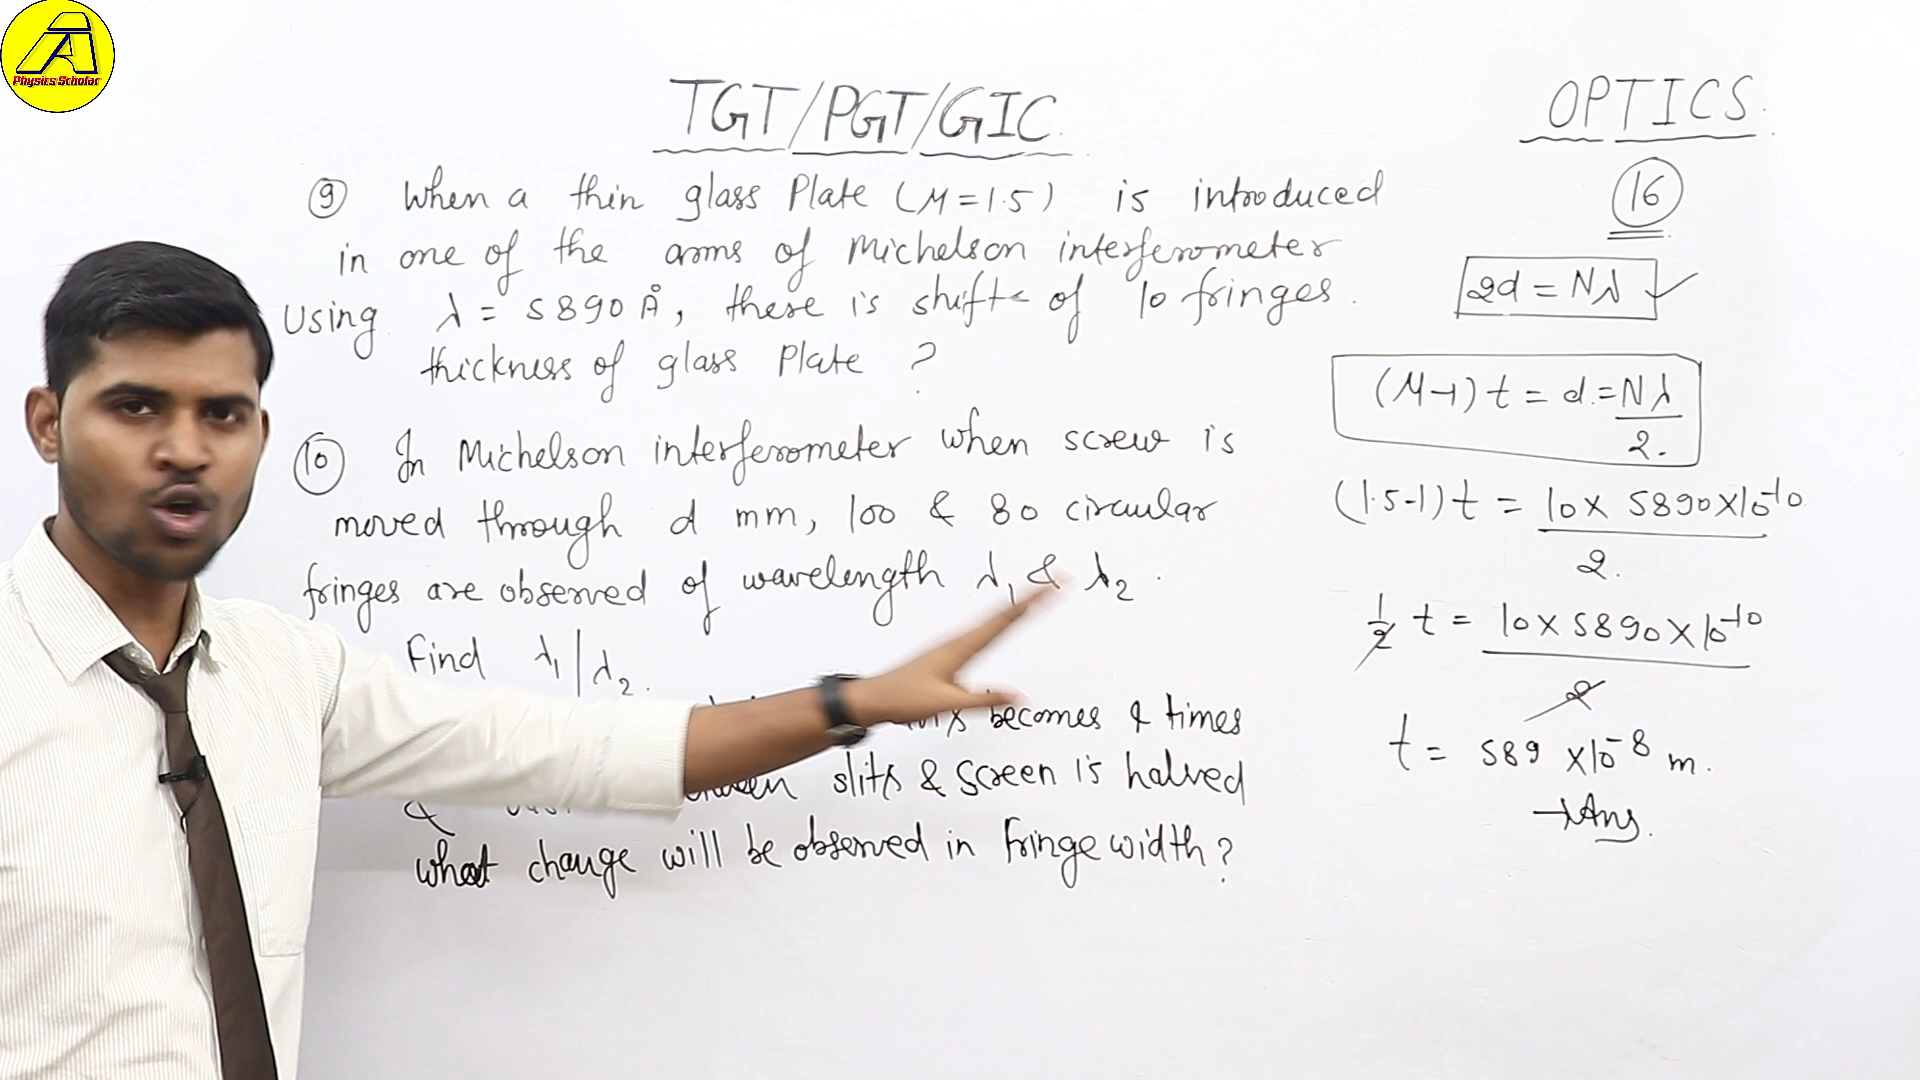 A
Physics Scholar
TGT/PGT/GIC
⑨ When a thin glass Plate (M=1.5) is introduced
in one of the arms of Michelson interferometer
Using λ = 5890 Å, there is shift of 10 fringes.
thickness of glass Plate ?
⑩ In Michelson interferometer when screw is
moved through d mm, 100 & 80 circular
fringes are observed of wavelength λ₁ & λ₂.
Find λ₁/λ₂.
becomes 4 times
slits & screen is halved
what change will be observed in fringe width?
OPTICS
⑯
2d = Nλ ✓
(M-1) t = d = Nλ/2.
(1.5-1) t = 10 x 5890 x 10⁻¹⁰/2.
1/2 t = 10 x 5890 x 10⁻¹⁰/2
t = 589 x 10⁻⁸ m.
→ Ans.